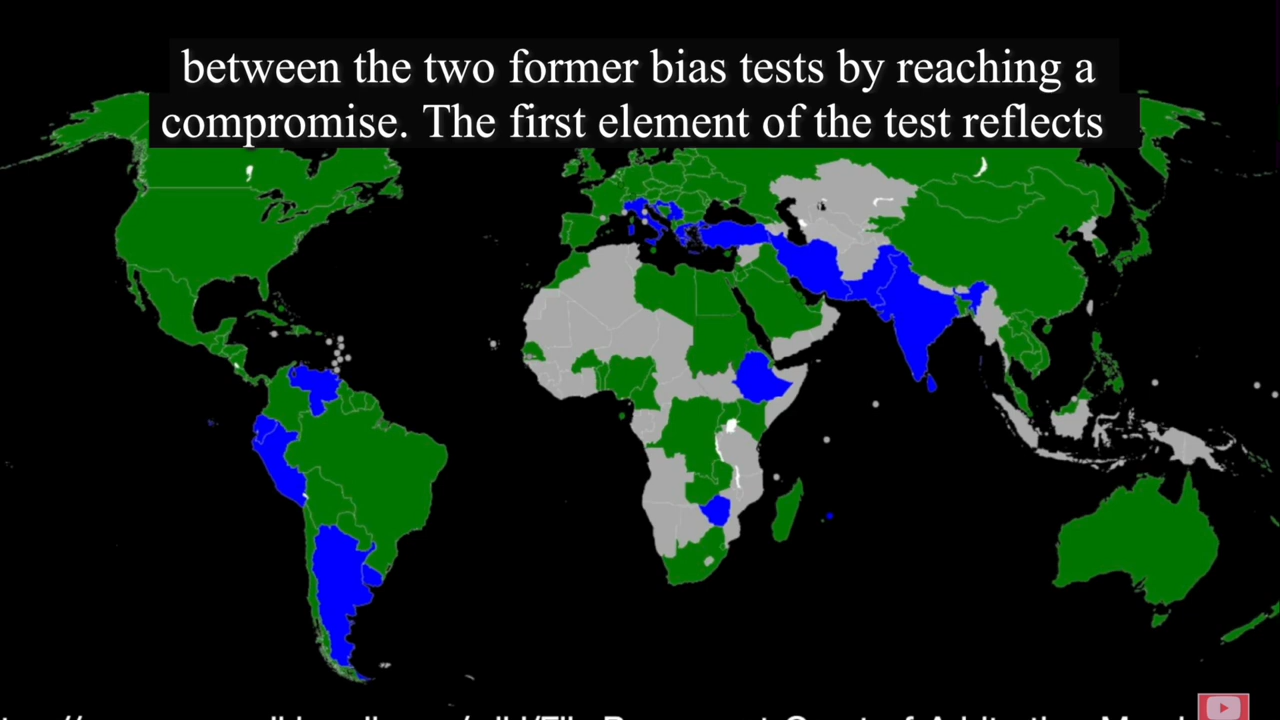 between the two former bias tests by reaching a
compromise. The first element of the test reflects